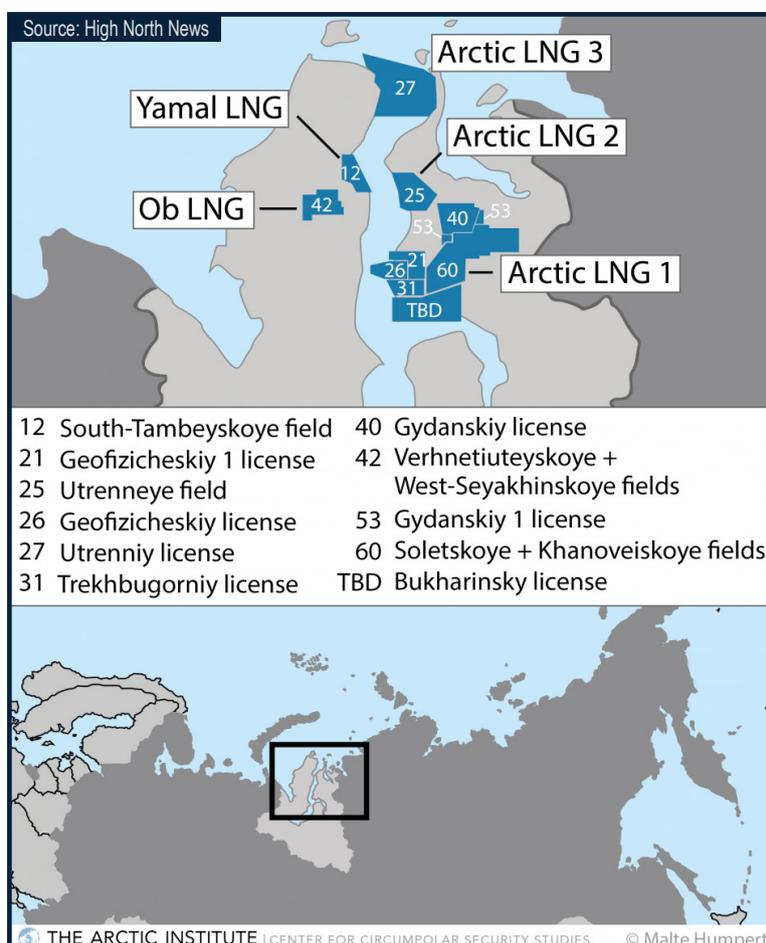 Source: High North News
Arctic LNG 3
27
Yamal LNG
Arctic LNG 2
12
25
Ob LNG
42
40
53
53
21
26
60
Arctic LNG 1
31
TBD
12 South-Tambeyskoye field
21 Geofizicheskiy 1 license
25 Utrenneye field
26 Geofizicheskiy license
27 Utrenniy license
31 Trekhbugorniy license
40 Gydanskiy license
42 Verhnetiuteyskoye +
West-Seyakhinskoye fields
53 Gydanskiy 1 license
60 Soletskoye + Khanoveiskoye fields
TBD Bukharinsky license
THE ARCTIC INSTITUTE | CENTER FOR CIRCUMPOLAR SECURITY STUDIES
© Malte Humpert